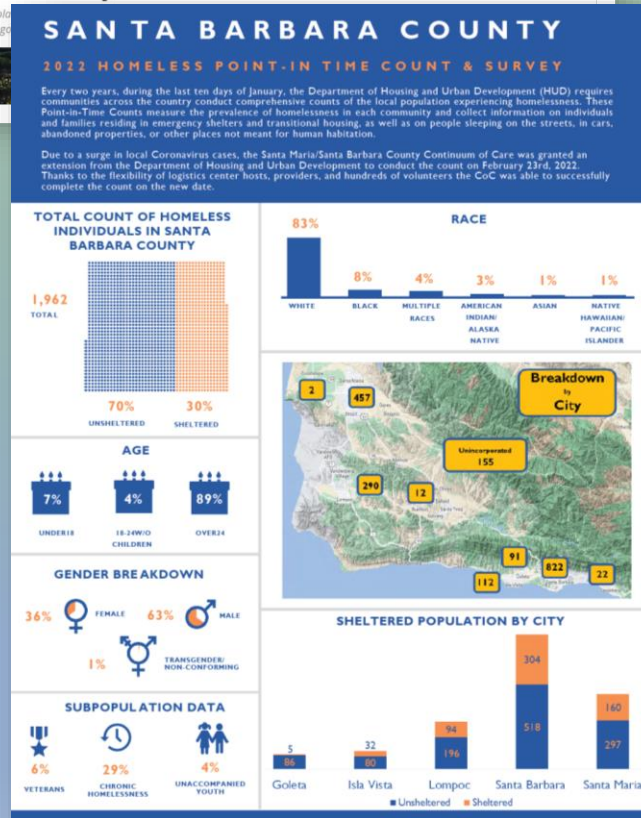 SANTA BARBARA COUNTY
2022 HOMELESS POINT-IN TIME COUNT & SURVEY
Every two years, during the last ten days of January, the Department of Housing and Urban Development (HUD) requires
communities across the country conduct comprehensive counts of the local population experiencing homelessness. These
Point-in-Time Counts measure the prevalence of homelessness in each community and collect information on individuals
and families residing in emergency shelters and transitional housing, as well as on people sleeping on the streets, in cars,
abandoned properties, or other places not meant for human habitation.
Due to a surge in local Coronavirus cases, the Santa Maria/Santa Barbara County Continuum of Care was granted an
extension from the Department of Housing and Urban Development to conduct the count on February 23rd, 2022.
Thanks to the flexibility of logistics center hosts, providers, and hundreds of volunteers the CoC was able to successfully
complete the count on the new date.
TOTAL COUNT OF HOMELESS
INDIVIDUALS IN SANTA
BARBARA COUNTY
1,962
TOTAL
70% 30%
UNSHELTERED SHELTERED
AGE
7% 4% 89%
UNDER18 18-24W/O OVER24
CHILDREN
GENDER BREAKDOWN
36% FEMALE 63% MALE
1% TRANSGENDER/
NON-CONFORMING
SUBPOPULATION DATA
6% 29% 4%
VETERANS CHRONIC UNACCOMPANIED
HOMELESSNESS YOUTH
RACE
83%
8% 4% 3% 1% 1%
WHITE BLACK MULTIPLE AMERICAN ASIAN NATIVE
RACES INDIAN/ HAWAIIAN/
ALASKA PACIFIC
NATIVE ISLANDER
Breakdown
by
City
2
457
Unincorporated
155
290
12
91
822
112
22
SHELTERED POPULATION BY CITY
304
518
160
297
94
196
32
80
5
86
Goleta Isla Vista Lompoc Santa Barbara Santa Maria
Unsheltered Sheltered